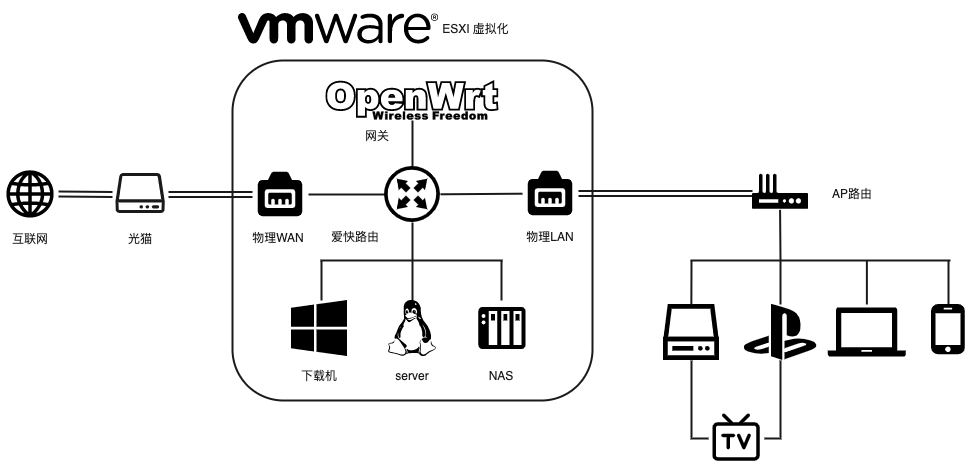 vmware® ESXI 虚拟化
OpenWrt
Wireless Freedom
网关
AP路由
互联网
光猫
物理WAN
爱快路由
物理LAN
下载机
server
NAS
TV